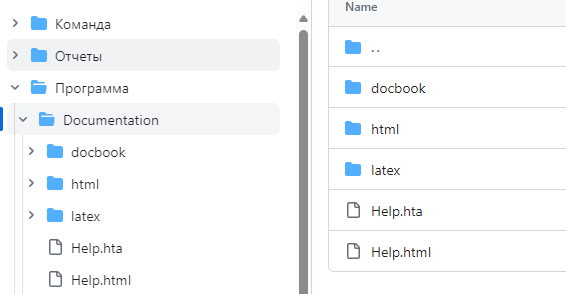 Команда
Отчеты
Программа
Documentation
docbook
html
latex
Help.hta
Help.html
Name
..
docbook
html
latex
Help.hta
Help.html